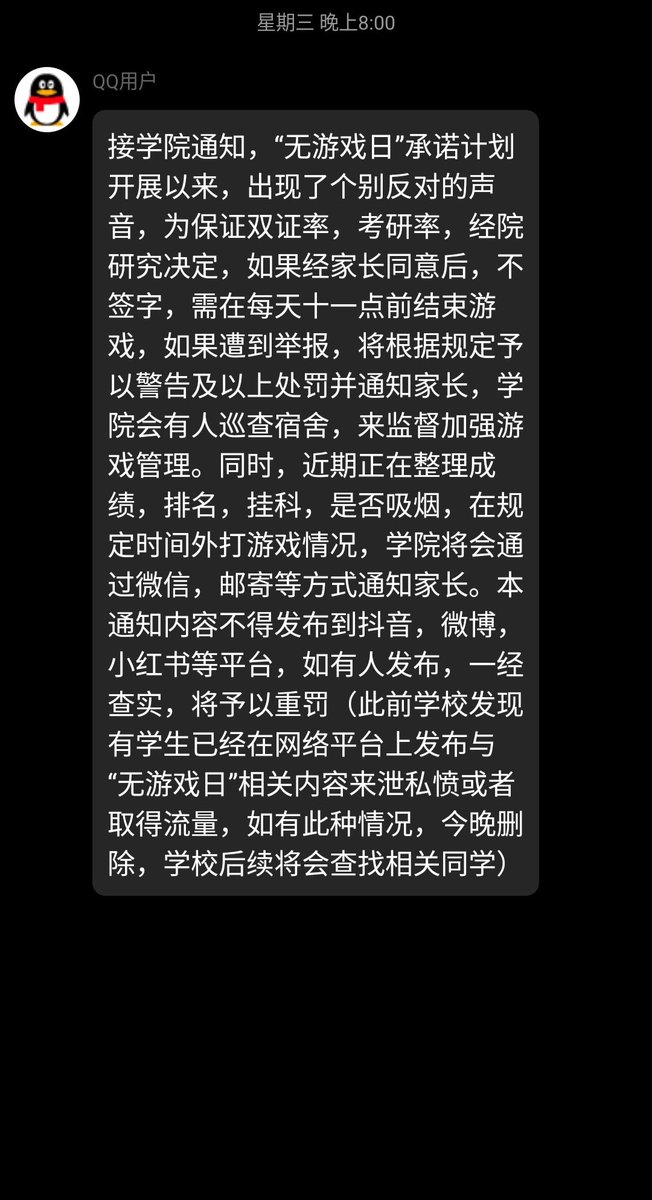 星期三 晚上8:00
QQ用户
接学院通知，“无游戏日”承诺计划
开展以来，出现了个别反对的声
音，为保证双证率，考研率，经院
研究决定，如果经家长同意后，不
签字，需在每天十一点前结束游
戏，如果遭到举报，将根据规定予
以警告及以上处罚并通知家长，学
院会有人巡查宿舍，来监督加强游
戏管理。同时，近期正在整理成
绩，排名，挂科，是否吸烟，在规
定时间外打游戏情况，学院将会通
过微信，邮寄等方式通知家长。本
通知内容不得发布到抖音，微博，
小红书等平台，如有人发布，一经
查实，将予以重罚（此前学校发现
有学生已经在网络平台上发布与
“无游戏日”相关内容来泄私愤或者
取得流量，如有此种情况，今晚删
除，学校后续将会查找相关同学）